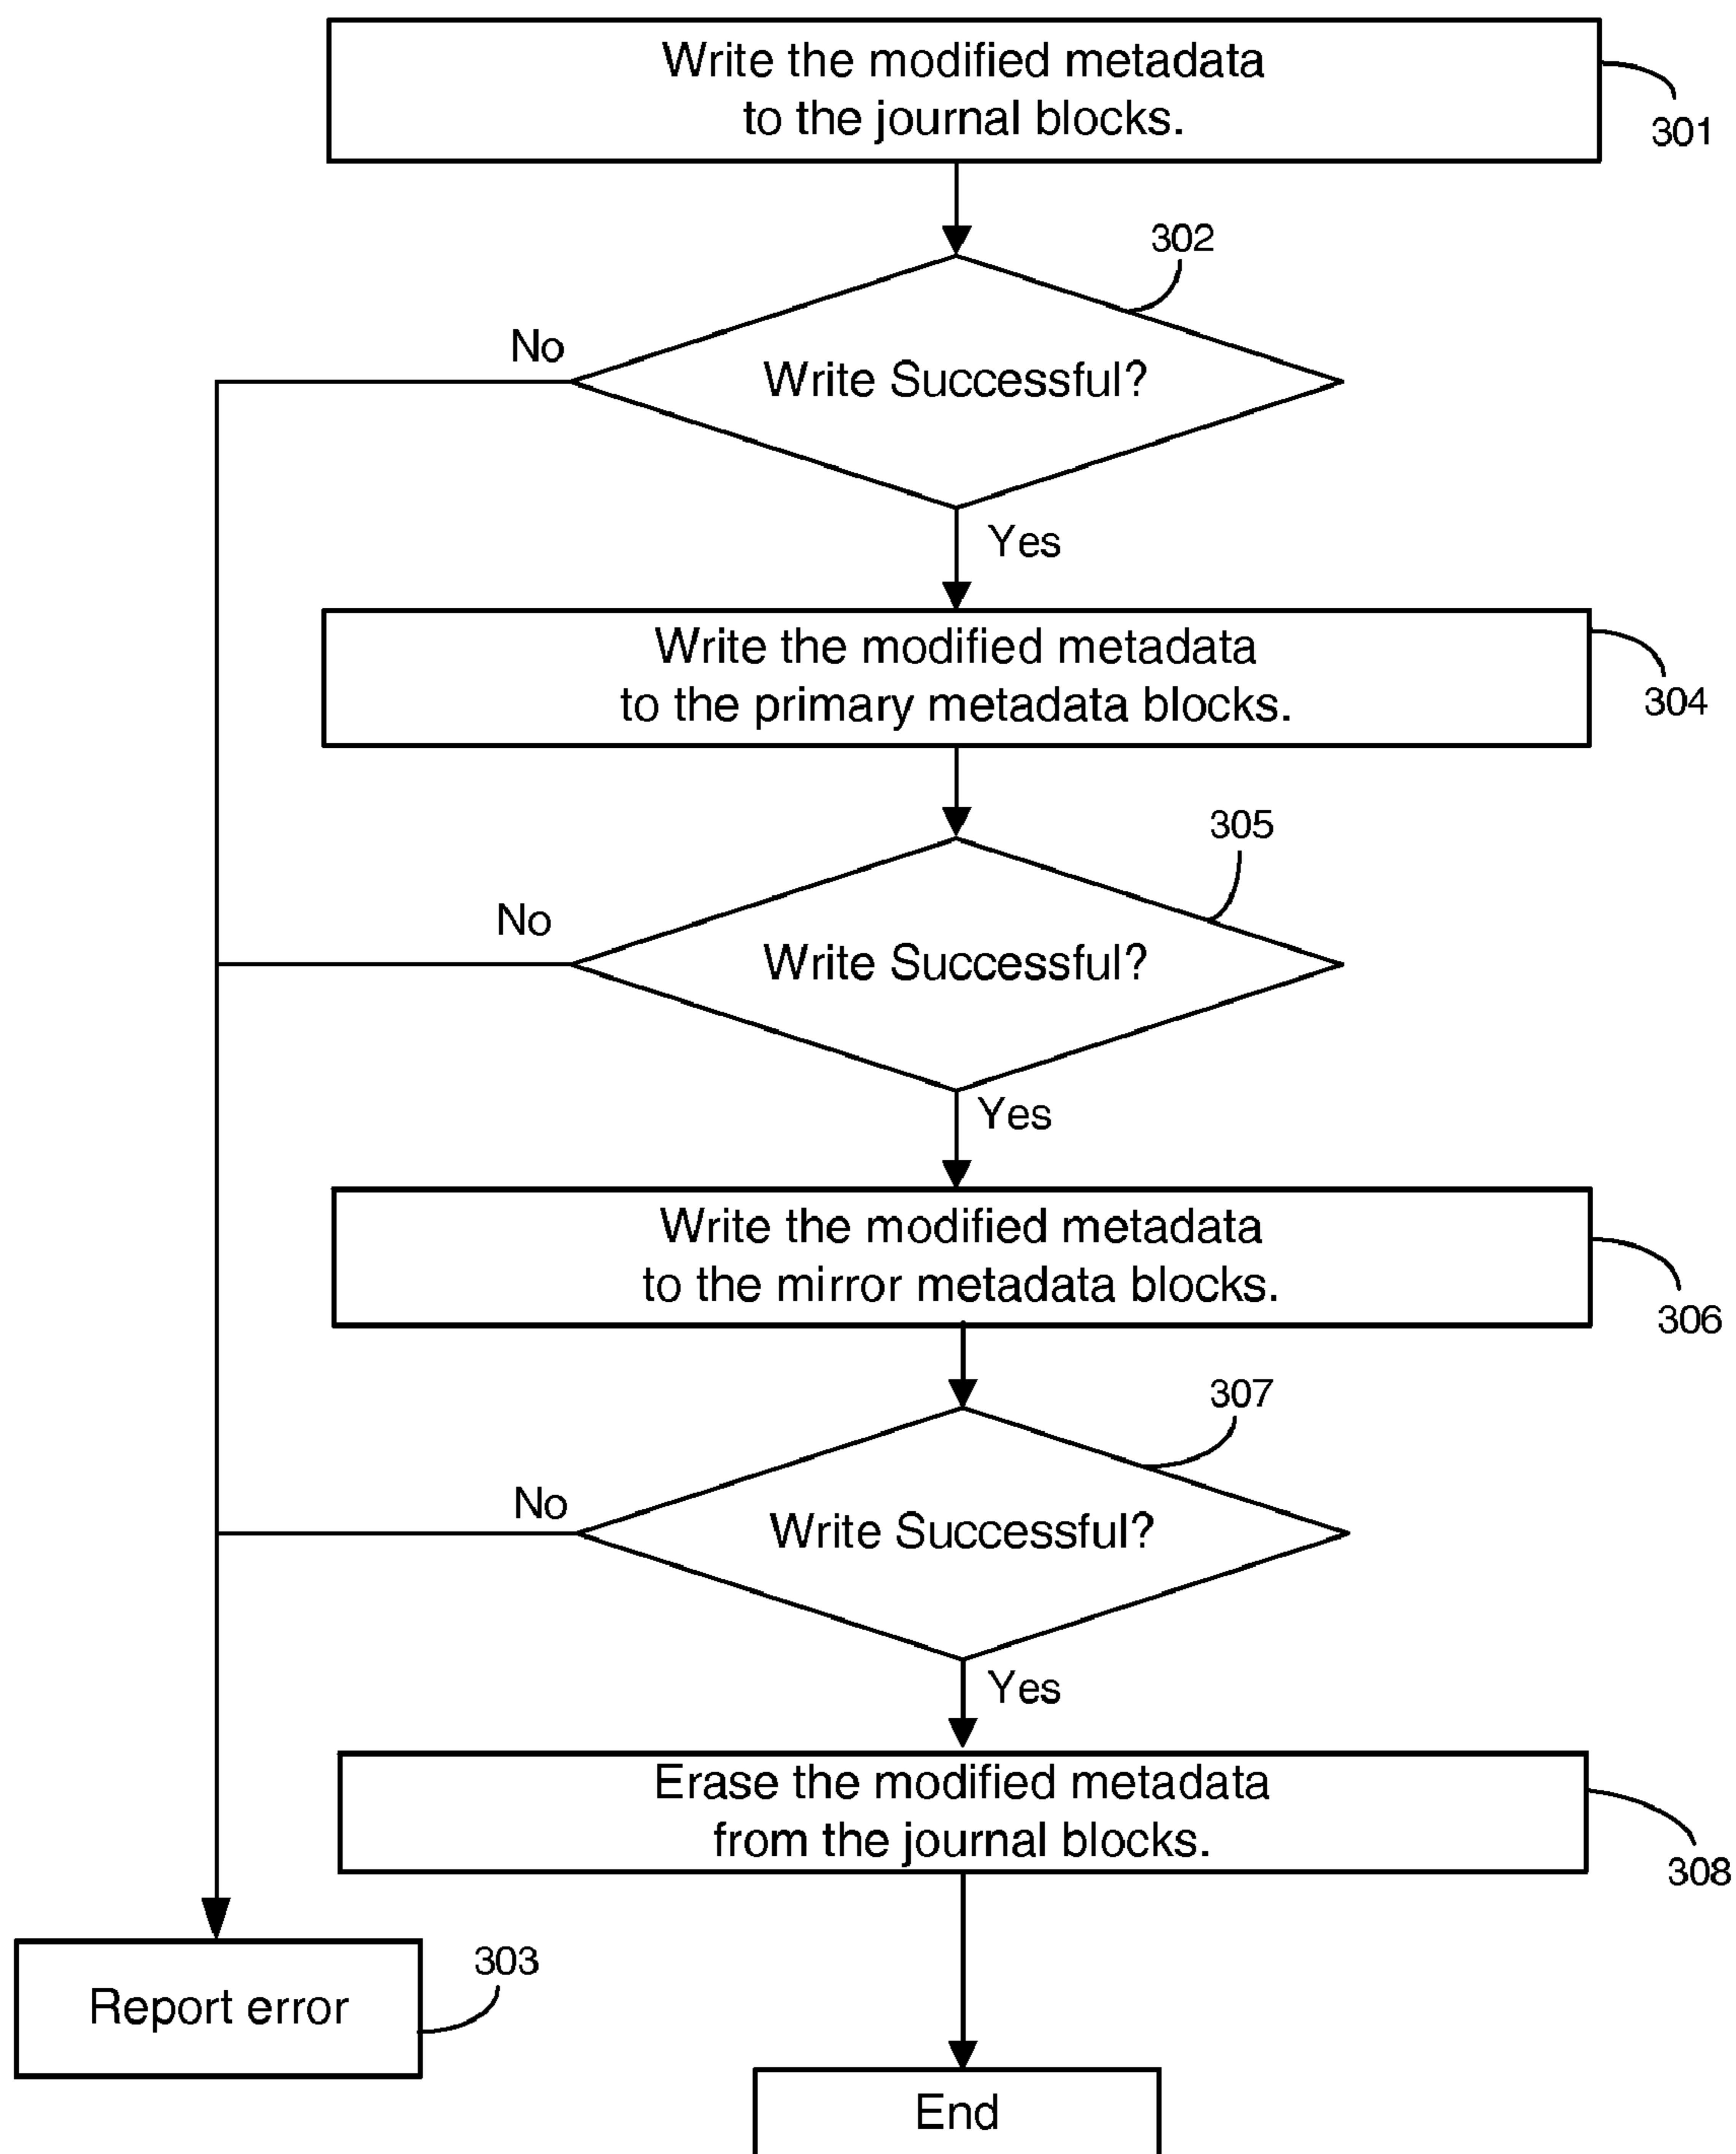 Write the modified metadata
to the journal blocks.
301
302
No
Write Successful?
Yes
Write the modified metadata
to the primary metadata blocks.
304
305
No
Write Successful?
Yes
Write the modified metadata
to the mirror metadata blocks.
306
307
No
Write Successful?
Yes
Erase the modified metadata
from the journal blocks.
308
303
Report error
End